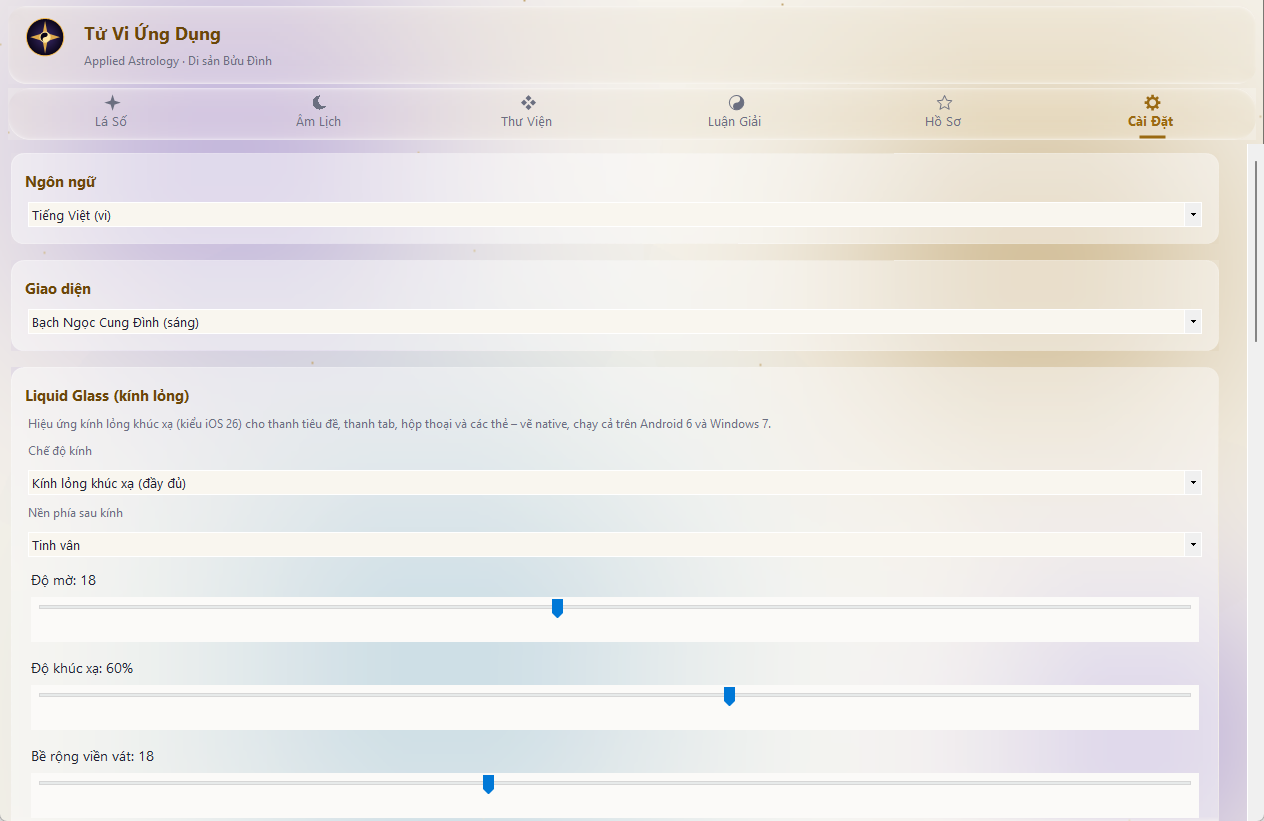 Tử Vi Ứng Dụng
Applied Astrology · Di sản Bửu Đình
Lá Số
Âm Lịch
Thư Viện
Luận Giải
Hồ Sơ
Cài Đặt
Ngôn ngữ
Tiếng Việt (vi)
Giao diện
Bạch Ngọc Cung Đình (sáng)
Liquid Glass (kính lỏng)
Hiệu ứng kính lỏng khúc xạ (kiểu iOS 26) cho thanh tiêu đề, thanh tab, hộp thoại và các thẻ – vẽ native, chạy cả trên Android 6 và Windows 7.
Chế độ kính
Kính lỏng khúc xạ (đầy đủ)
Nền phía sau kính
Tinh vân
Độ mờ: 18
Độ khúc xạ: 60%
Bề rộng viền vát: 18